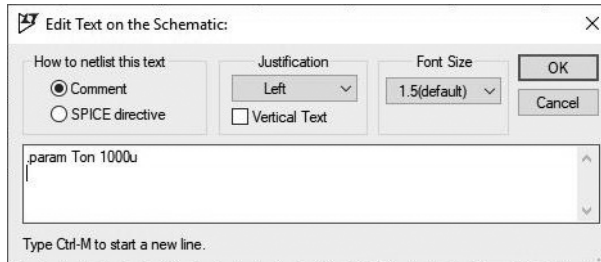 Edit Text on the Schematic:
How to netlist this text
Comment
SPICE directive
Justification
Left
Vertical Text
Font Size
1.5(default)
OK
Cancel
.param Ton 1000u
Type Ctrl-M to start a new line.